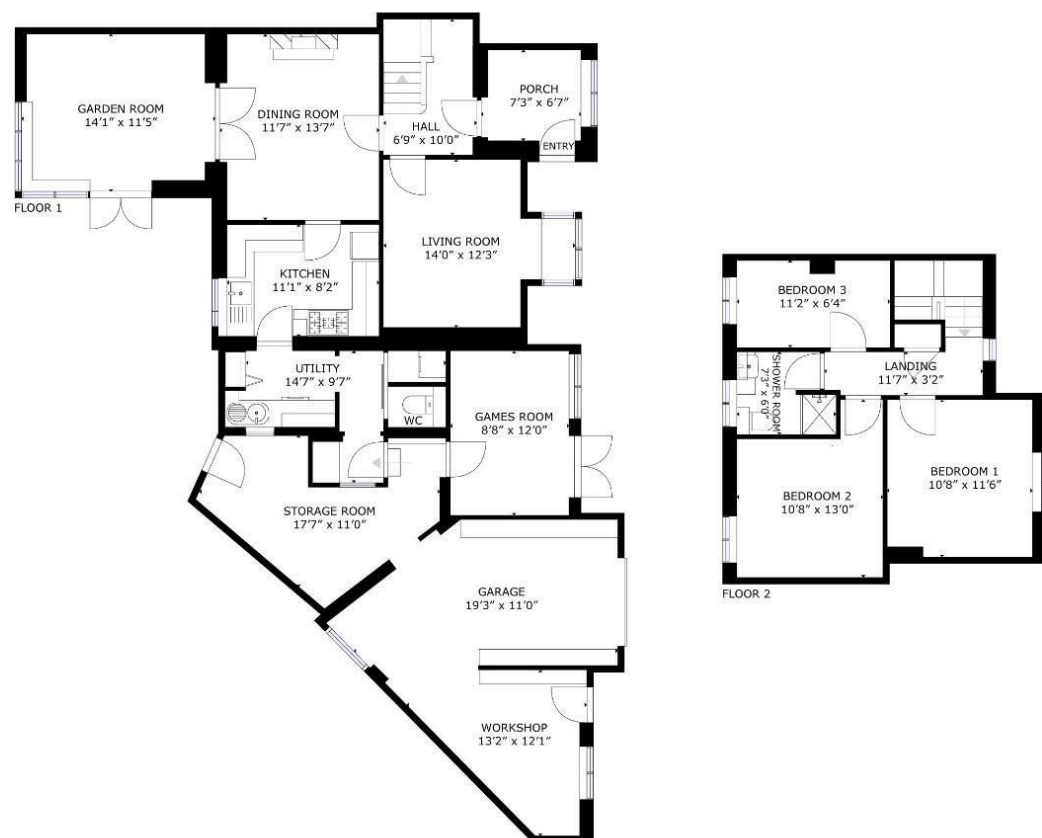 GARDEN ROOM
14'1" x 11'5"
DINING ROOM
11'7" x 13'7"
HALL
6'9" x 10'0"
PORCH
7'3" x 6'7"
ENTRY
FLOOR 1
LIVING ROOM
14'0" x 12'3"
KITCHEN
11'1" x 8'2"
UTILITY
14'7" x 9'7"
WC
GAMES ROOM
8'8" x 12'0"
STORAGE ROOM
17'7" x 11'0"
GARAGE
19'3" x 11'0"
WORKSHOP
13'2" x 12'1"
BEDROOM 3
11'2" x 6'4"
LANDING
11'7" x 3'2"
SHOWER ROOM
7'3" x 6'0"
BEDROOM 1
10'8" x 11'6"
BEDROOM 2
10'8" x 13'0"
FLOOR 2